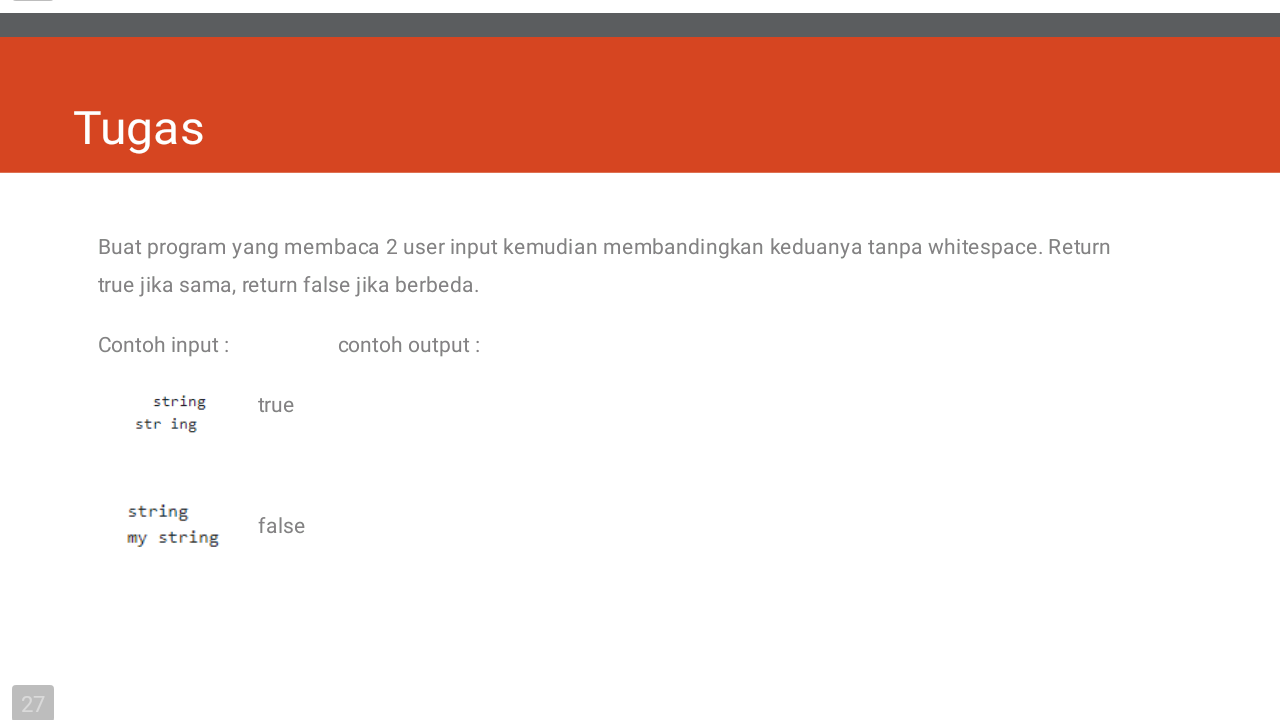 Tugas
Buat program yang membaca 2 user input kemudian membandingkan keduanya tanpa whitespace. Return
true jika sama, return false jika berbeda.
Contoh input : contoh output :
string
str ing
true
string
my string
false
27